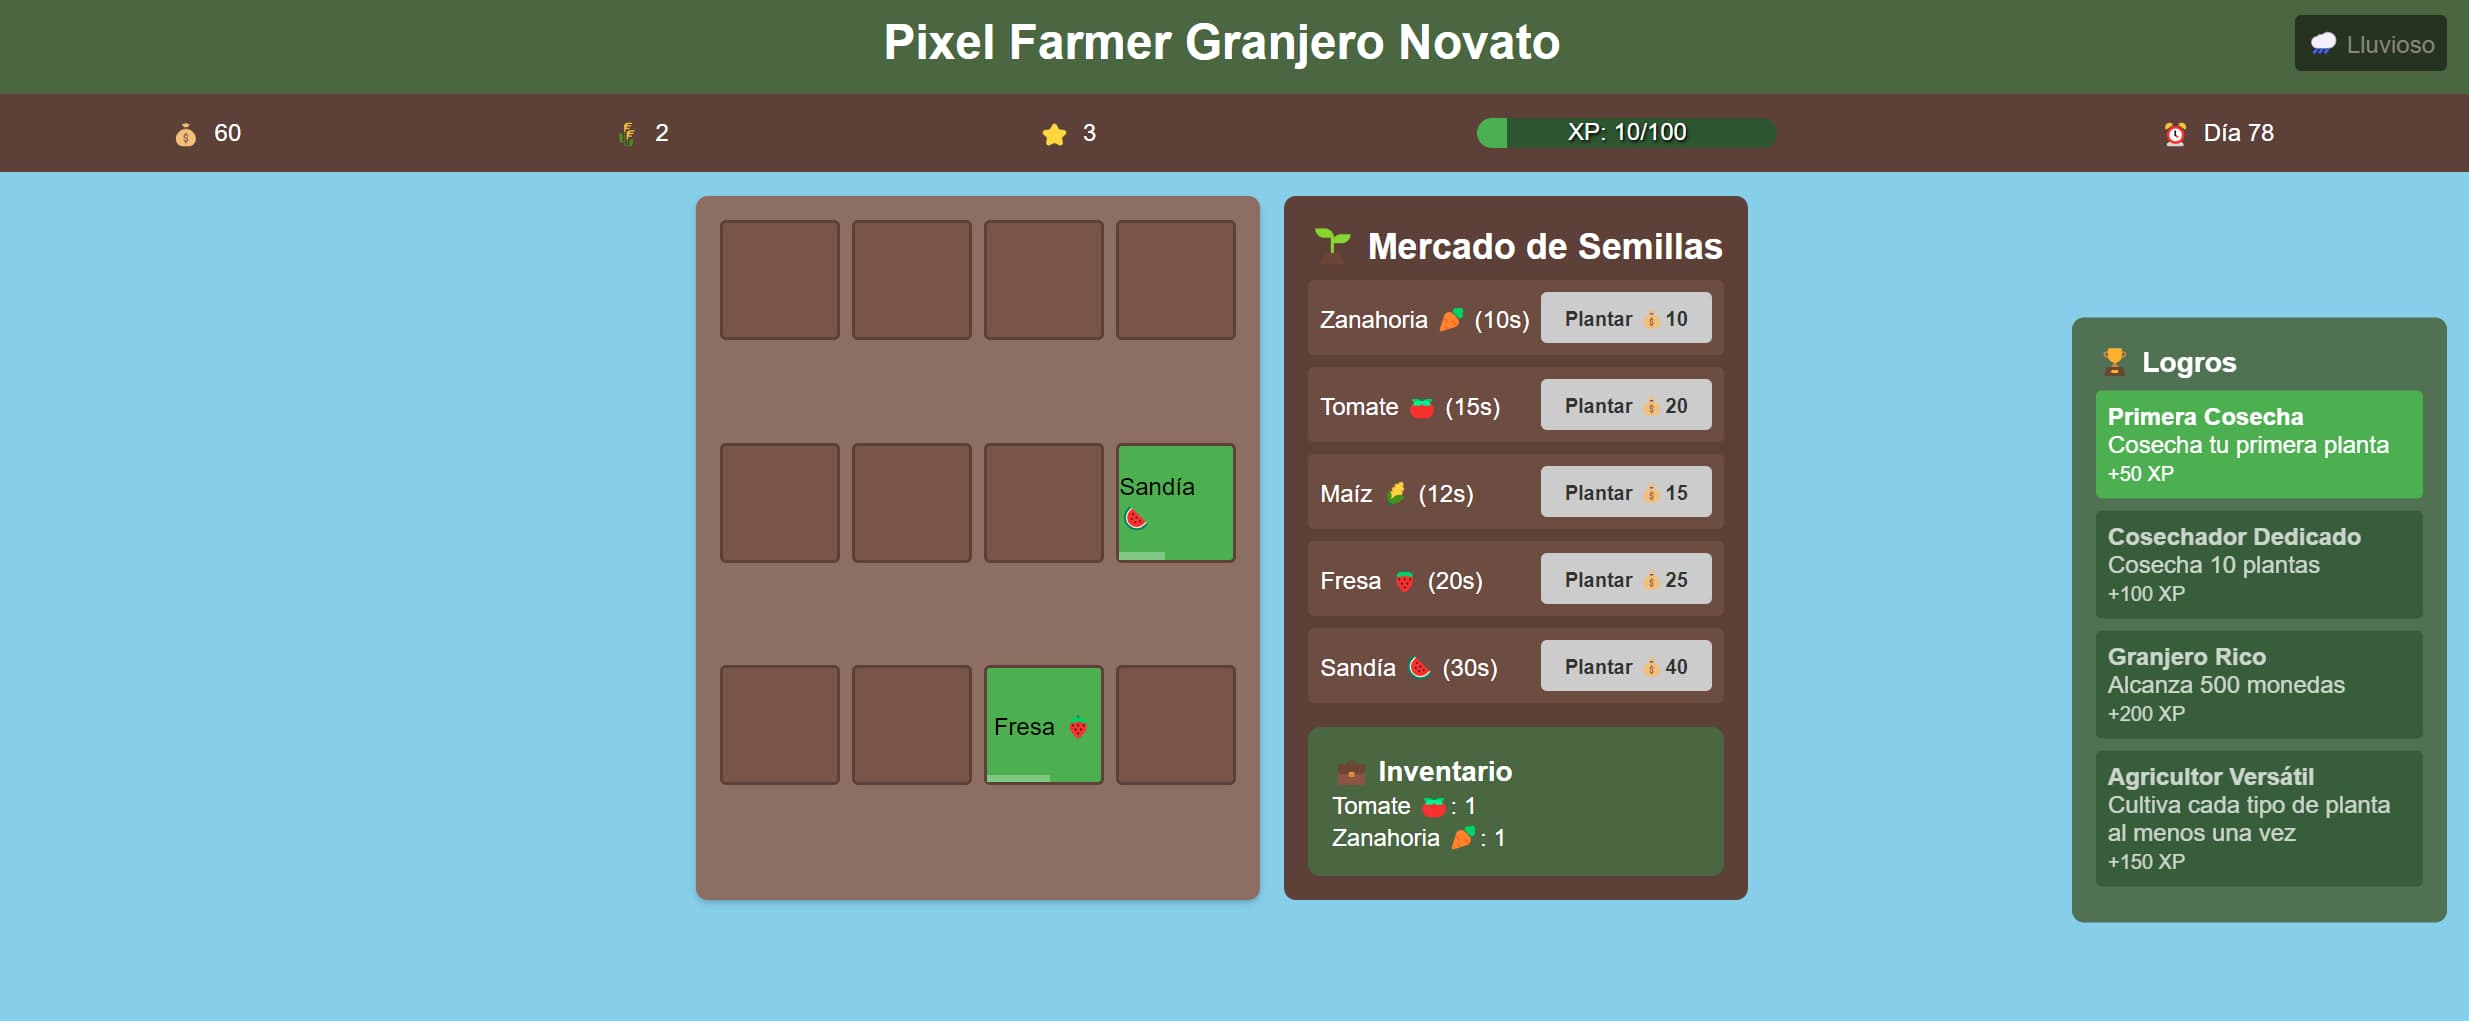 Pixel Farmer Granjero Novato
Lluvioso
60
2
3
XP: 10/100
Día 78
Sandía
Fresa
Mercado de Semillas
Zanahoria (10s) Plantar 10
Tomate (15s) Plantar 20
Maíz (12s) Plantar 15
Fresa (20s) Plantar 25
Sandía (30s) Plantar 40
Inventario
Tomate : 1
Zanahoria : 1
Logros
Primera Cosecha
Cosecha tu primera planta
+50 XP
Cosechador Dedicado
Cosecha 10 plantas
+100 XP
Granjero Rico
Alcanza 500 monedas
+200 XP
Agricultor Versátil
Cultiva cada tipo de planta
al menos una vez
+150 XP